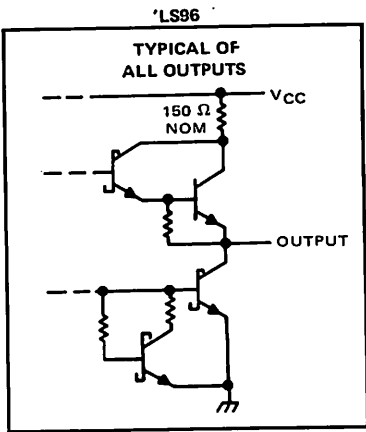 'LS96
TYPICAL OF
ALL OUTPUTS
VCC
150 Ω
NOM
OUTPUT